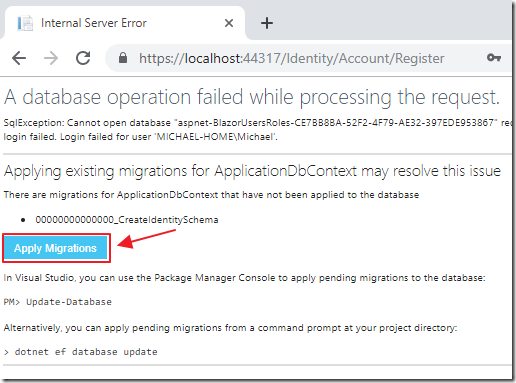 Internal Server Error
https://localhost:44317/Identity/Account/Register
A database operation failed while processing the request.
SqlException: Cannot open database "aspnet-BlazorUsersRoles-CE7BB8BA-52F2-4F79-AE32-397EDE953867" req
login failed. Login failed for user 'MICHAEL-HOME\Michael'.
Applying existing migrations for ApplicationDbContext may resolve this issue
There are migrations for ApplicationDbContext that have not been applied to the database
• 00000000000000_CreateIdentitySchema
Apply Migrations
In Visual Studio, you can use the Package Manager Console to apply pending migrations to the database:
PM> Update-Database
Alternatively, you can apply pending migrations from a command prompt at your project directory:
> dotnet ef database update